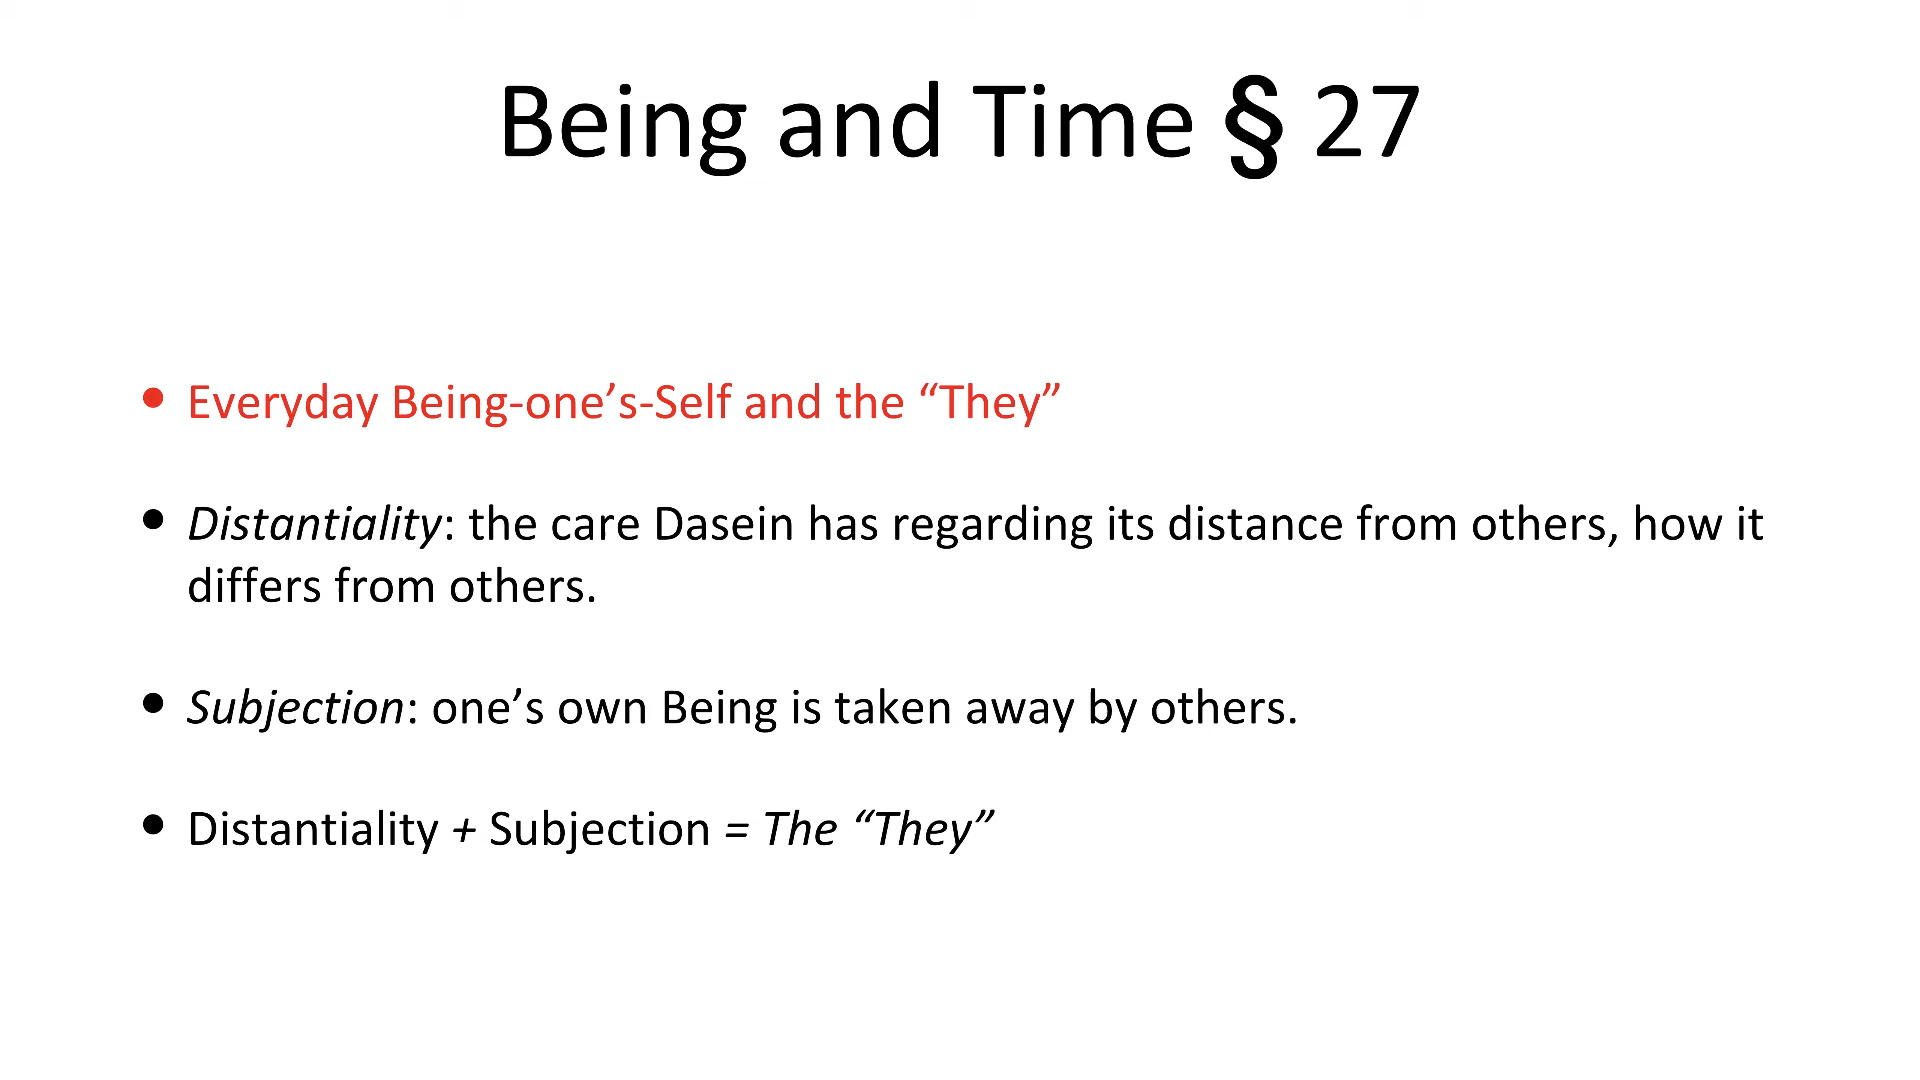 Being and Time § 27
• Everyday Being-one’s-Self and the “They”
• Distantiality: the care Dasein has regarding its distance from others, how it
differs from others.
• Subjection: one’s own Being is taken away by others.
• Distantiality + Subjection = The “They”